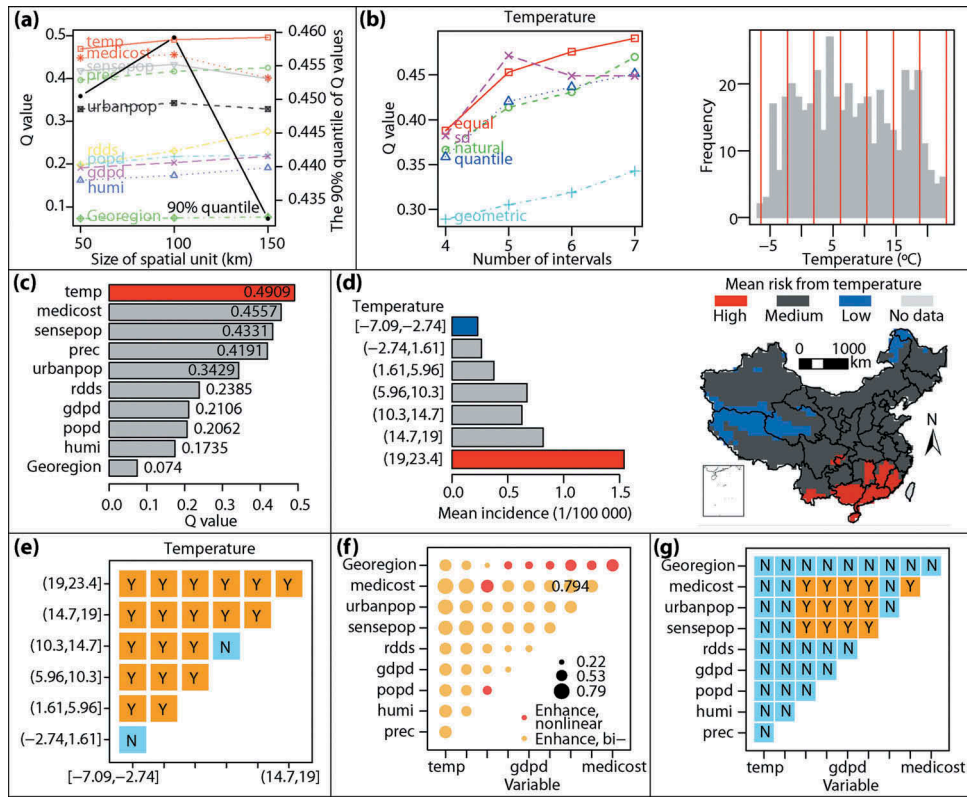 (a)
Q value
0.5
0.4
0.3
0.2
0.1
temp
medicost
sensepop
prec
urbanpop
rdds
popd
gdpd
humi
Georegion
90% quantile
50
100
150
Size of spatial unit (km)
0.460
0.455
0.450
0.445
0.440
0.435
The 90% quantile of Q values
(b)
Temperature
Q value
0.45
0.40
0.35
0.30
equal
sd
natural
quantile
geometric
4
5
6
7
Number of intervals
Frequency
20
10
0
−5
5
15
Temperature (ºC)
(c)
temp
0.4909
medicost
0.4557
sensepop
0.4331
prec
0.4191
urbanpop
0.3429
rdds
0.2385
gdpd
0.2106
popd
0.2062
humi
0.1735
Georegion
0.074
0.0
0.1
0.2
0.3
0.4
0.5
Q value
(d)
Temperature
[−7.09,−2.74]
(−2.74,1.61]
(1.61,5.96]
(5.96,10.3]
(10.3,14.7]
(14.7,19]
(19,23.4]
0.0
0.5
1.0
1.5
Mean incidence (1/100 000)
Mean risk from temperature
High
Medium
Low
No data
0 1000
km
N
(e)
Temperature
(19,23.4] Y Y Y Y Y Y
(14.7,19] Y Y Y Y Y
(10.3,14.7] Y Y Y N
(5.96,10.3] Y Y Y
(1.61,5.96] Y Y
(−2.74,1.61] N
[−7.09,−2.74]
(14.7,19]
(f)
Georegion
medicost
0.794
urbanpop
sensepop
rdds
gdpd
popd
humi
prec
0.22
0.53
0.79
Enhance,
nonlinear
Enhance, bi−
temp
gdpd
medicost
Variable
(g)
Georegion N N N N N N N N N
medicost N N Y Y Y Y N Y
urbanpop N N Y Y Y Y N
sensepop N N Y Y Y Y
rdds N N N N N
gdpd N N N N
popd N N N
humi N N
prec N
temp
gdpd
medicost
Variable